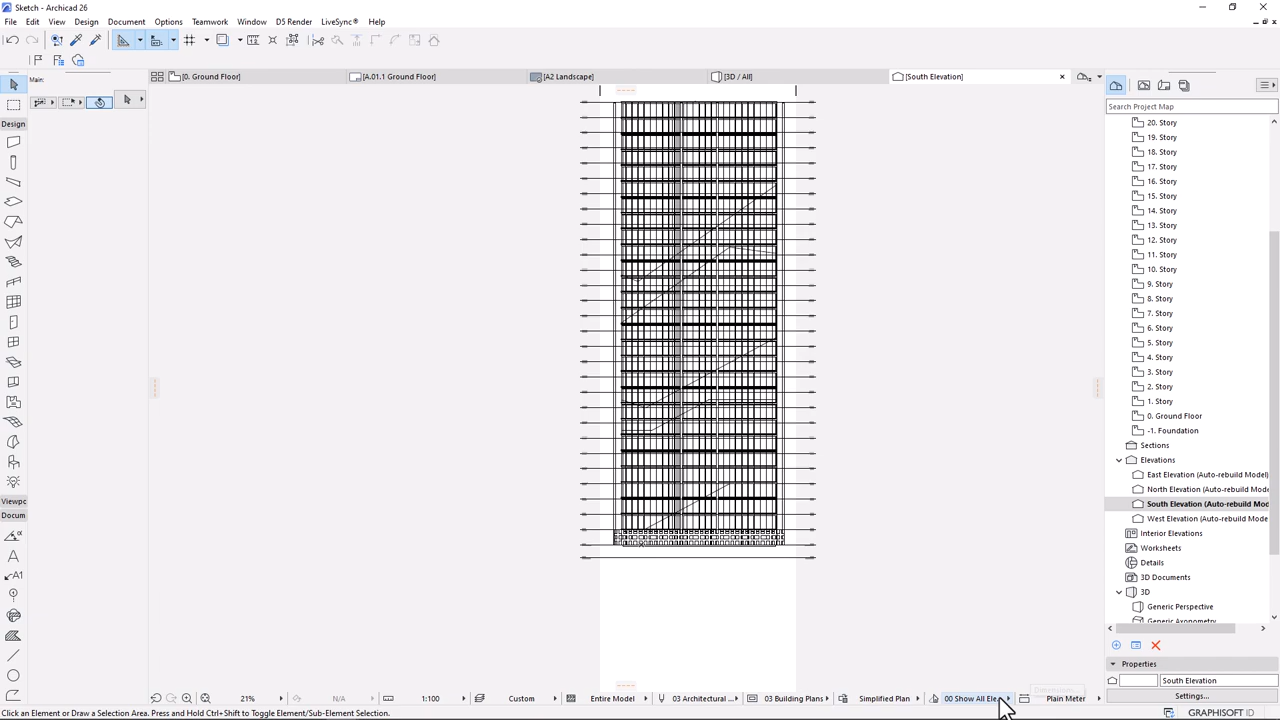 Sketch - Archicad 26
File Edit View Design Document Options Teamwork Window D5 Render LiveSync® Help
Main:
[0. Ground Floor] [A.01.1 Ground Floor] [A2 Landscape] [3D / All] [South Elevation]
Search Project Map
Design
Viewpc
Docum
A
A1
20. Story
19. Story
18. Story
17. Story
16. Story
15. Story
14. Story
13. Story
12. Story
11. Story
10. Story
9. Story
8. Story
7. Story
6. Story
5. Story
4. Story
3. Story
2. Story
1. Story
0. Ground Floor
-1. Foundation
Sections
Elevations
East Elevation (Auto-rebuild Model)
North Elevation (Auto-rebuild Mode
South Elevation (Auto-rebuild Moc
West Elevation (Auto-rebuild Mode
Interior Elevations
Worksheets
Details
3D Documents
3D
Generic Perspective
Generic Axonometry
Properties
South Elevation
Settings...
21% N/A 1:100 Custom Entire Model 03 Architectural ... 03 Building Plans Simplified Plan 00 Show All Ele... Plain Meter
Click an Element or Draw a Selection Area. Press and Hold Ctrl+Shift to Toggle Element/Sub-Element Selection.
GRAPHISOFT ID